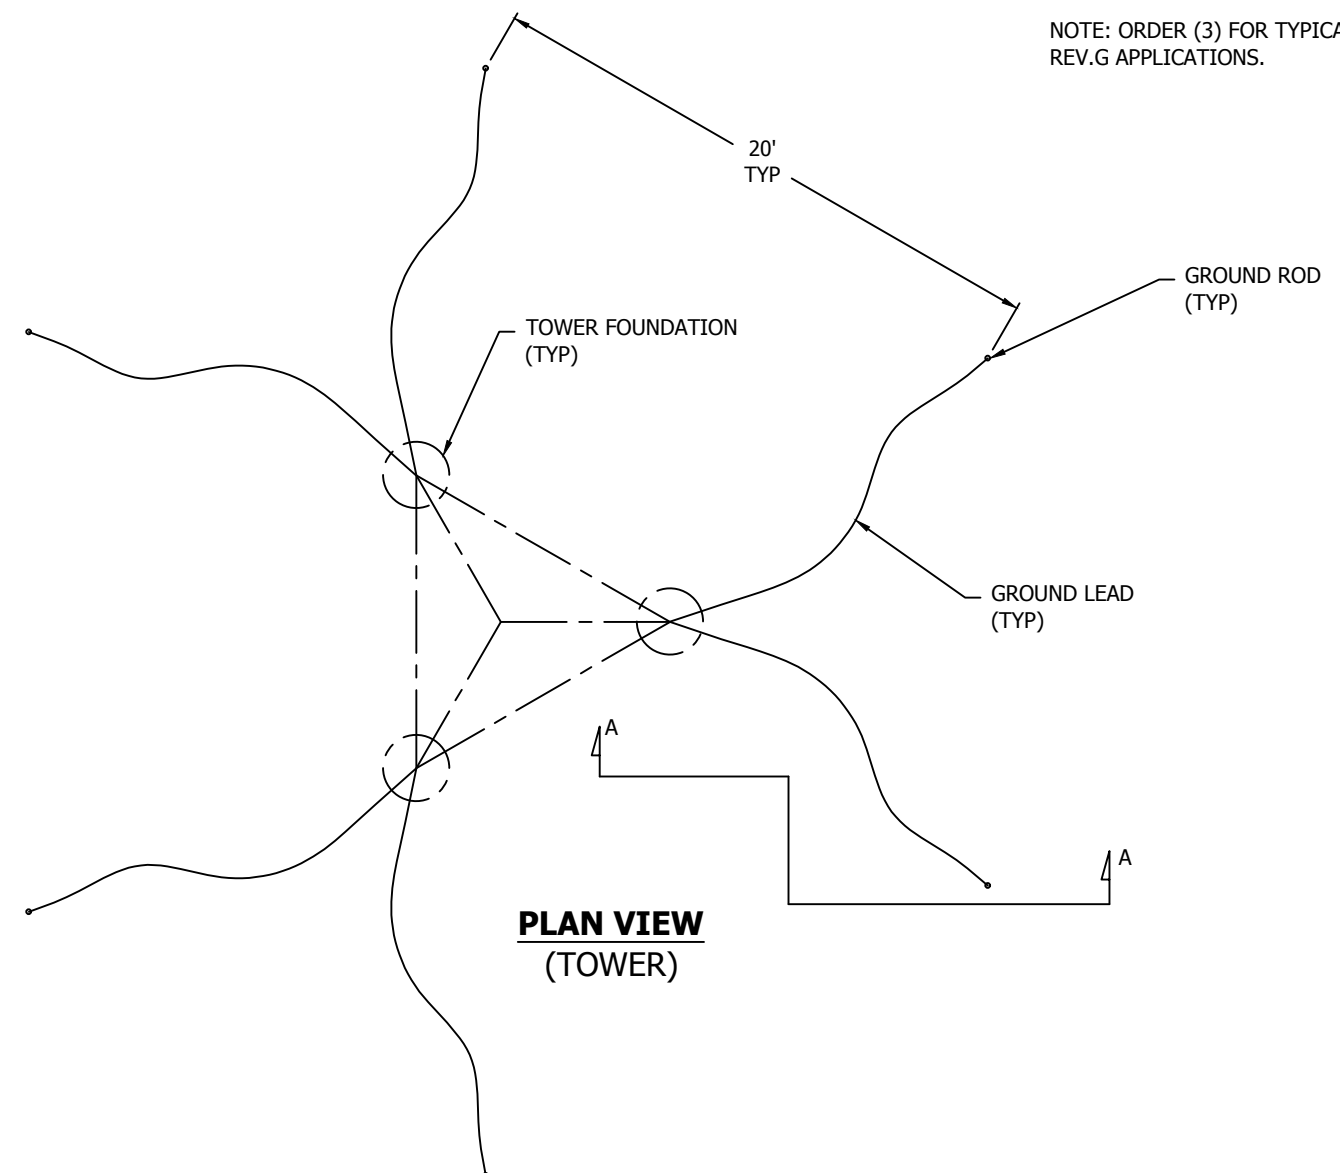 NOTE: ORDER (3) FOR TYPICA
REV.G APPLICATIONS.
20'
TYP
GROUND ROD
(TYP)
TOWER FOUNDATION
(TYP)
GROUND LEAD
(TYP)
A
A
PLAN VIEW
(TOWER)